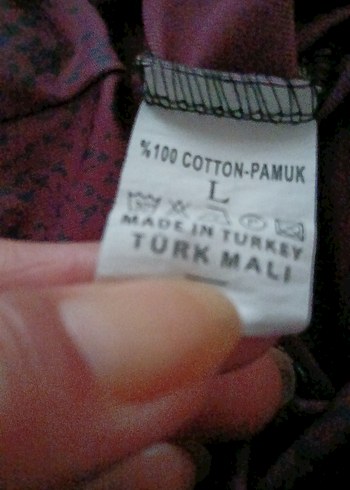 %100 COTTON-PAMUK
L
MADE IN TURKEY
TÜRK MALI